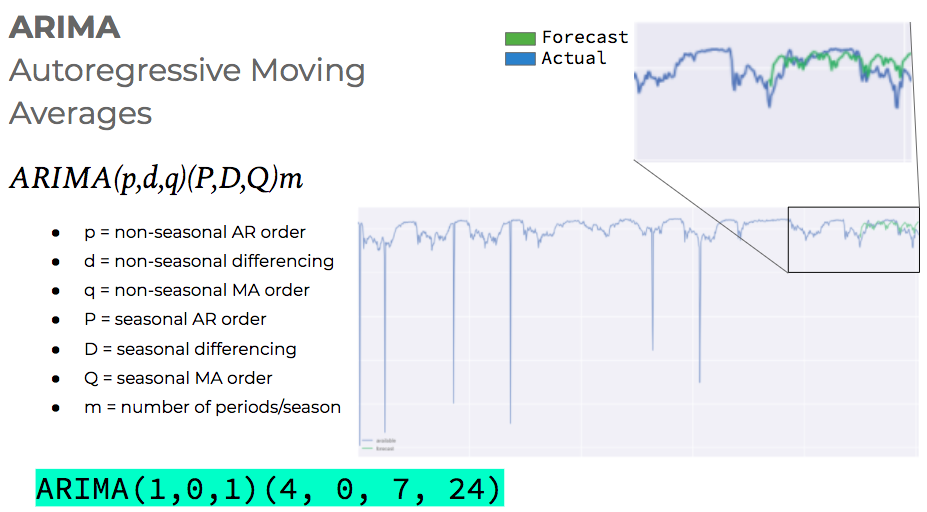 ARIMA
Autoregressive Moving
Averages
ARIMA(p,d,q)(P,D,Q)m
• p = non-seasonal AR order
• d = non-seasonal differencing
• q = non-seasonal MA order
• P = seasonal AR order
• D = seasonal differencing
• Q = seasonal MA order
• m = number of periods/season
ARIMA(1,0,1)(4, 0, 7, 24)
Forecast
Actual
Available
forecast